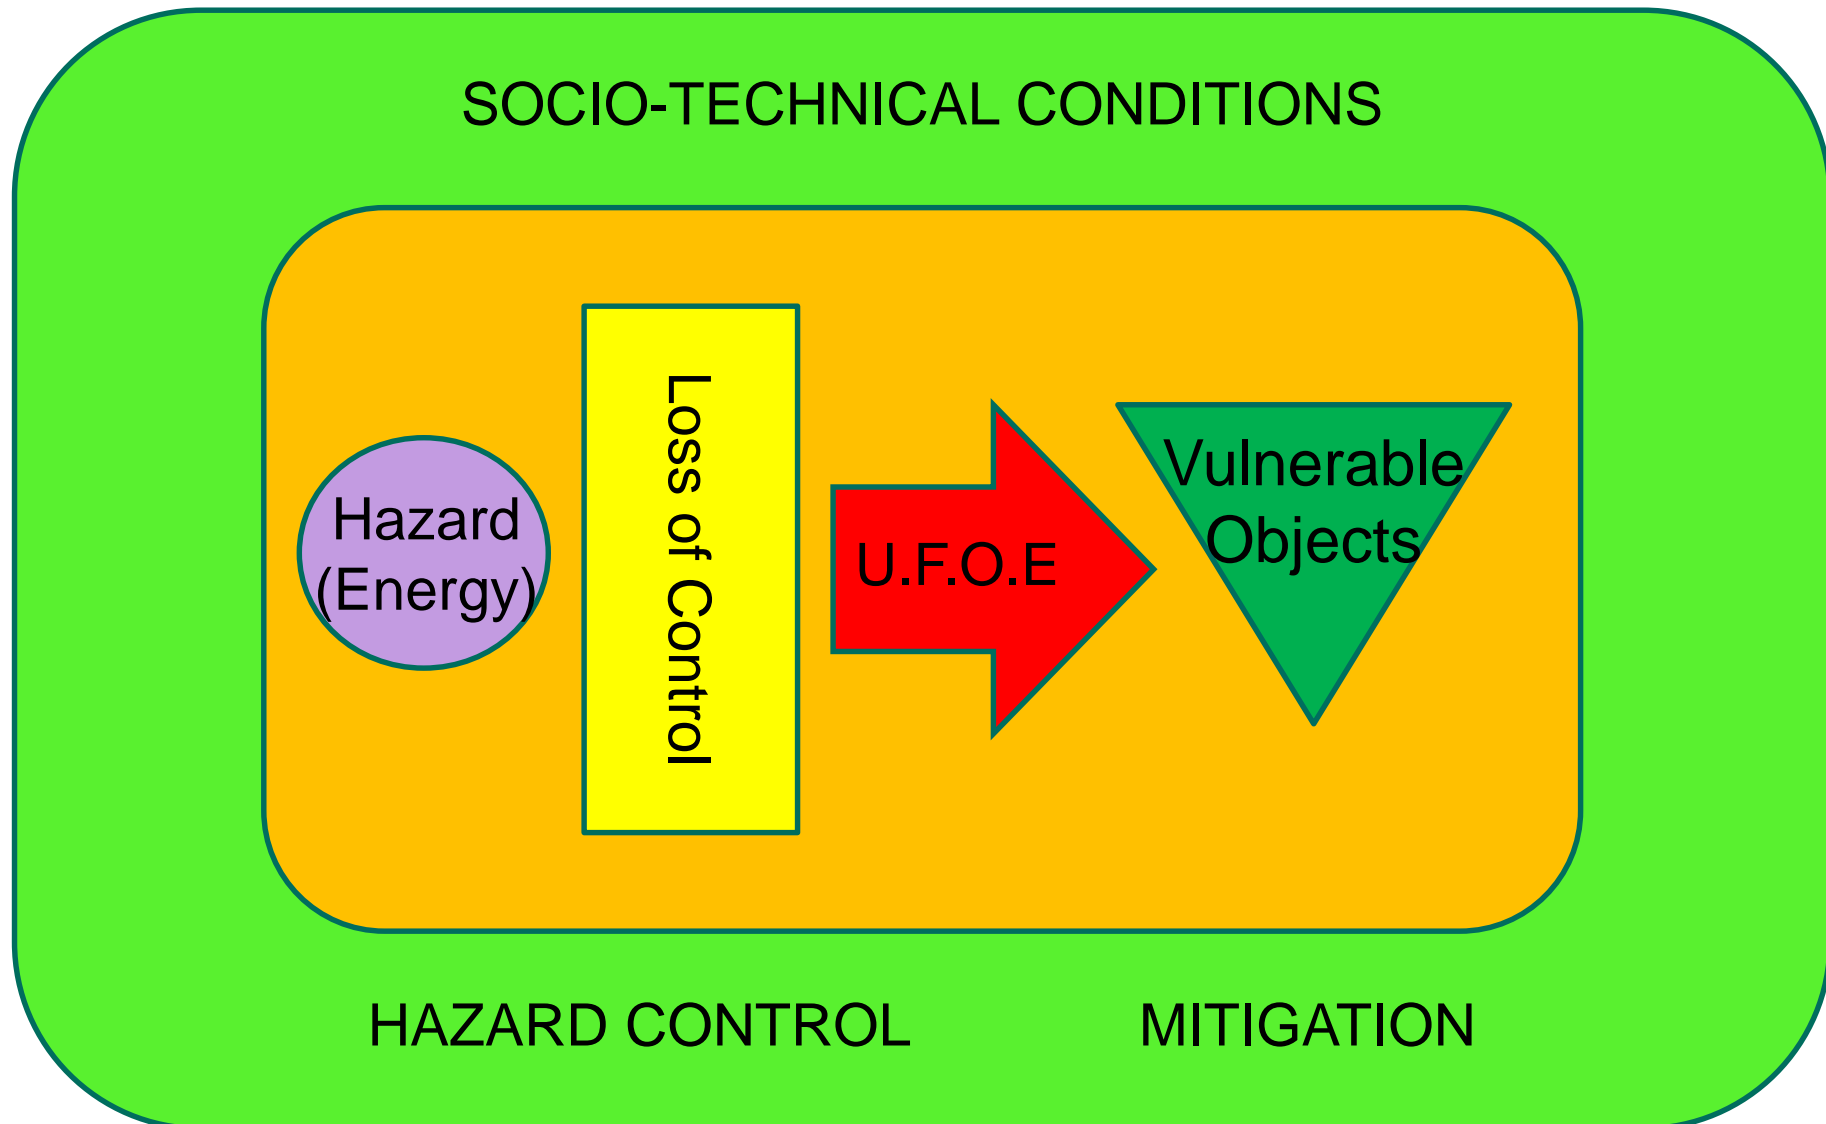 SOCIO-TECHNICAL CONDITIONS
Hazard
(Energy)
Loss of Control
U.F.O.E
Vulnerable
Objects
HAZARD CONTROL
MITIGATION